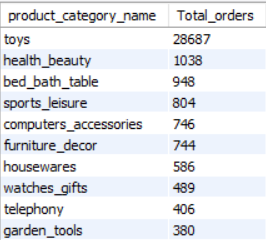 product_category_name Total_orders
toys 28687
health_beauty 1038
bed_bath_table 948
sports_leisure 804
computers_accessories 746
furniture_decor 744
housewares 586
watches_gifts 489
telephony 406
garden_tools 380